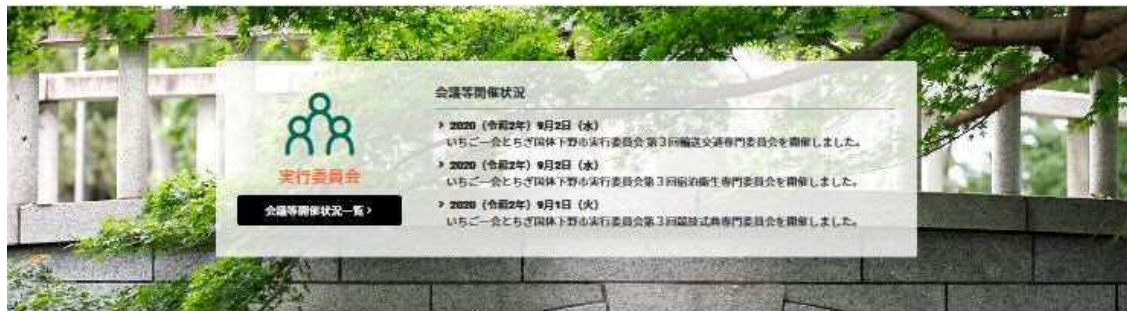 会議等開催状況
› 2020（令和2年）9月2日（水）
いちご一会とちぎ国体下野市実行委員会第３回輸送交通専門委員会を開催しました。
› 2020（令和2年）9月2日（水）
いちご一会とちぎ国体下野市実行委員会第３回宿泊衛生専門委員会を開催しました。
› 2020（令和2年）9月1日（火）
いちご一会とちぎ国体下野市実行委員会第３回競技式典専門委員会を開催しました。
実行委員会
会議等開催状況一覧 ›